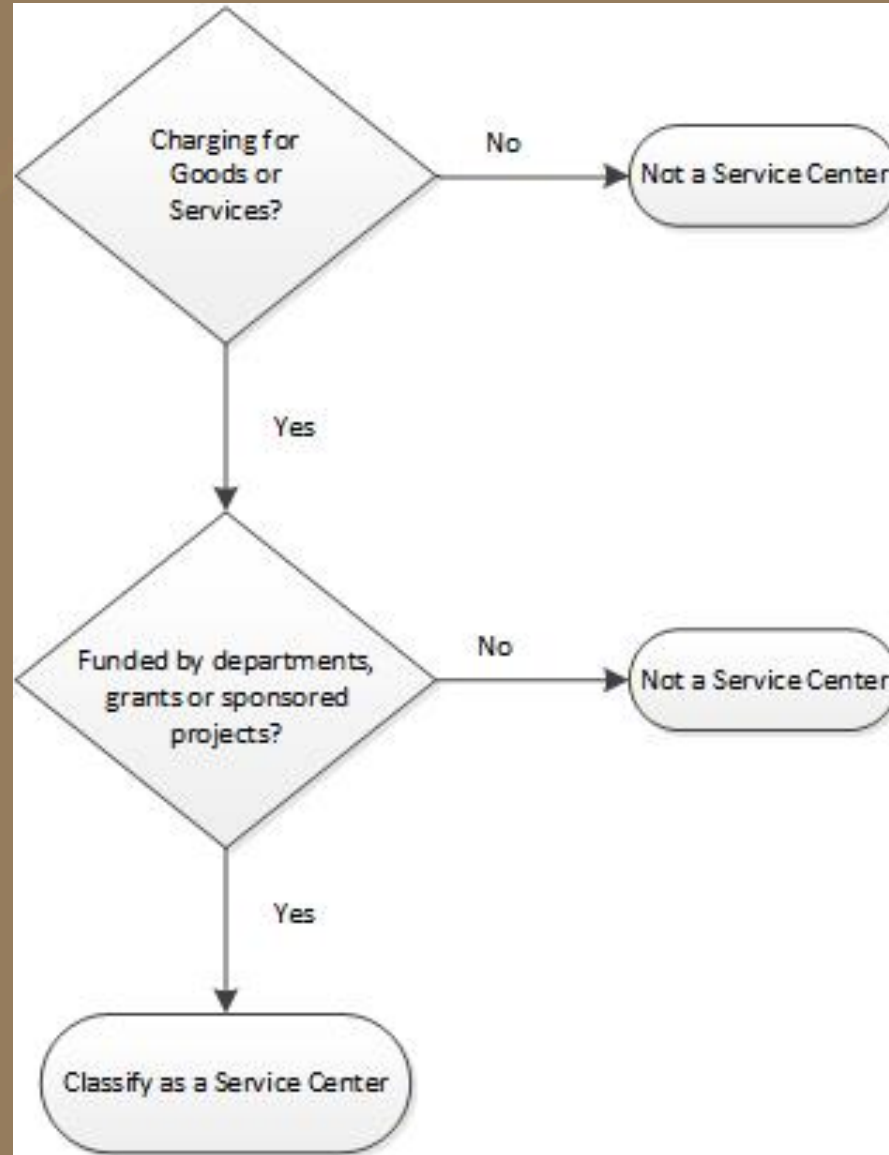 Charging for
Goods or
Services?
No
Not a Service Center
Yes
Funded by departments,
grants or sponsored
projects?
No
Not a Service Center
Yes
Classify as a Service Center